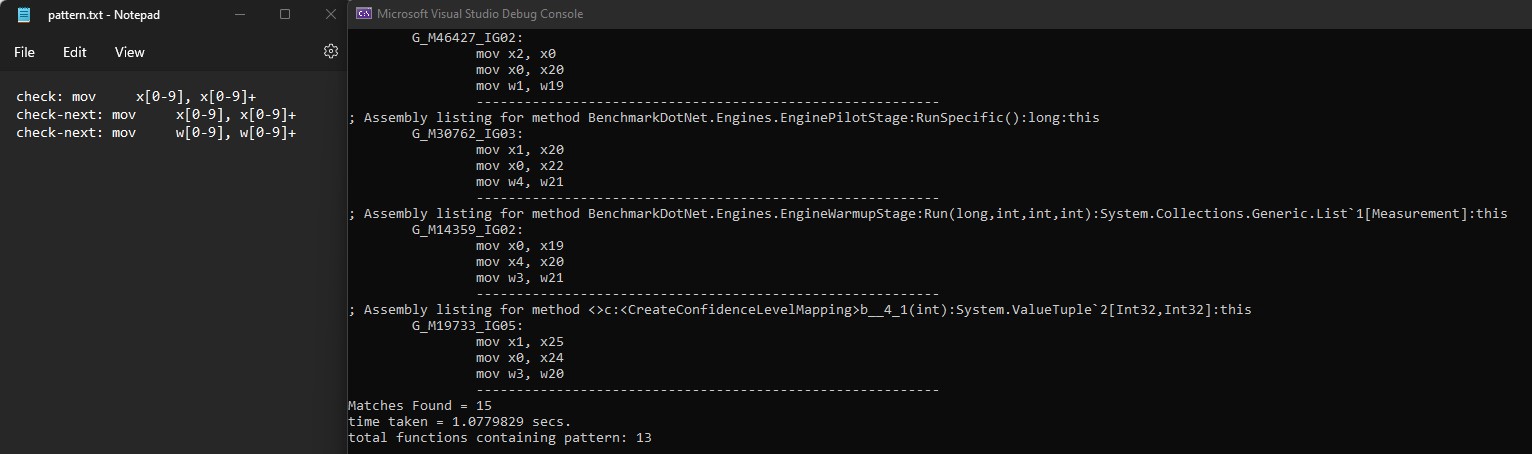 pattern.txt - Notepad
File Edit View
check: mov     x[0-9], x[0-9]+
check-next: mov     x[0-9], x[0-9]+
check-next: mov     w[0-9], w[0-9]+
Microsoft Visual Studio Debug Console
G_M46427_IG02:
mov x2, x0
mov x0, x20
mov w1, w19
----------------------------------------------------------
; Assembly listing for method BenchmarkDotNet.Engines.EnginePilotStage:RunSpecific():long:this
G_M30762_IG03:
mov x1, x20
mov x0, x22
mov w4, w21
----------------------------------------------------------
; Assembly listing for method BenchmarkDotNet.Engines.EngineWarmupStage:Run(long,int,int,int):System.Collections.Generic.List`1[Measurement]:this
G_M14359_IG02:
mov x0, x19
mov x4, x20
mov w3, w21
----------------------------------------------------------
; Assembly listing for method <>c:<CreateConfidenceLevelMapping>b__4_1(int):System.ValueTuple`2[Int32,Int32]:this
G_M19733_IG05:
mov x1, x25
mov x0, x24
mov w3, w20
----------------------------------------------------------
Matches Found = 15
time taken = 1.0779829 secs.
total functions containing pattern: 13